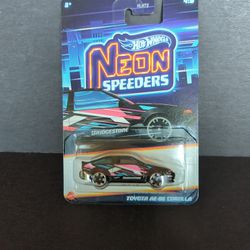 Hot Wheels
NEON
SPEEDERS
BRIDGESTONE
TOYOTA AE-86 COROLLA